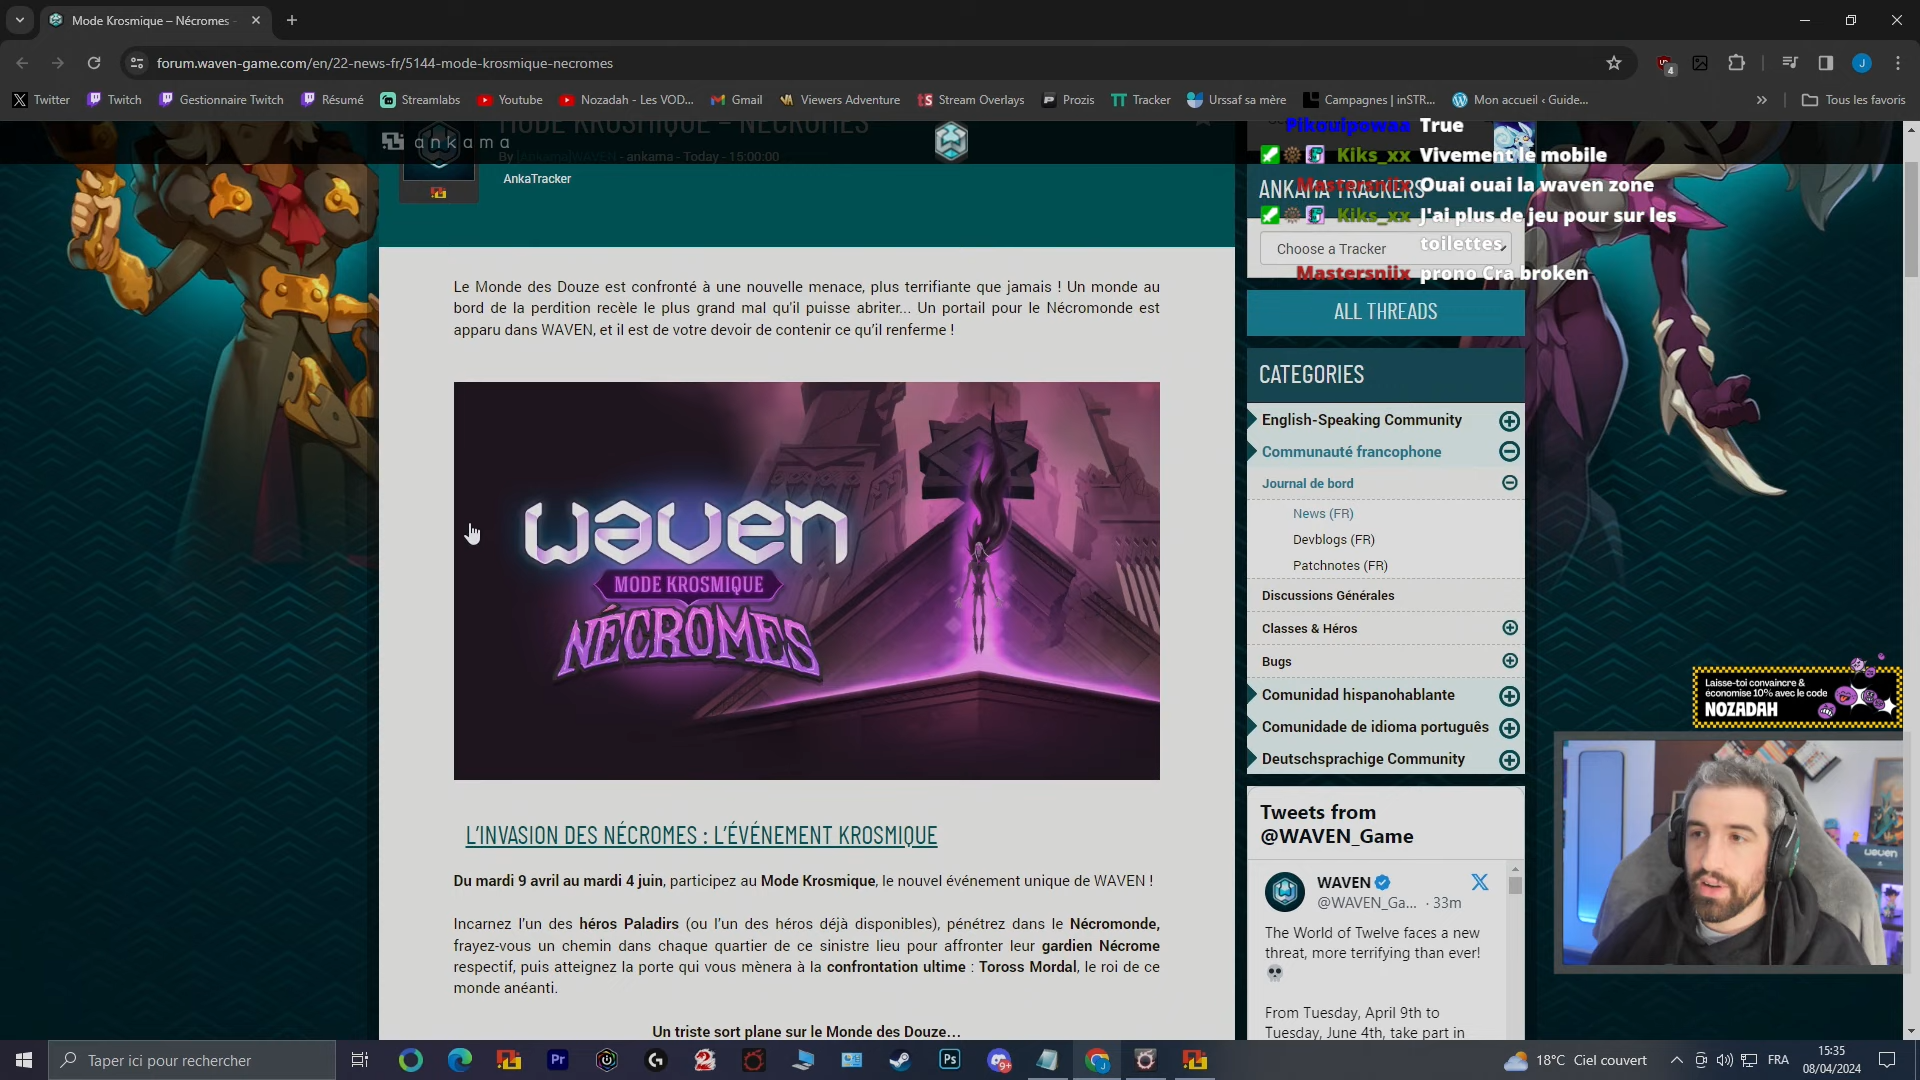 Mode Krosmique – Nécromes -
forum.waven-game.com/en/22-news-fr/5144-mode-krosmique-necromes
4
J
Twitter
Twitch
Gestionnaire Twitch
Résumé
Streamlabs
Youtube
Nozadah - Les VOD...
Gmail
Viewers Adventure
Stream Overlays
Prozis
Tracker
Urssaf sa mère
Campagnes | inSTR...
Mon accueil ‹ Guide...
Tous les favoris
MODE KROSMIQUE – NÉCROMES
ankama
- ankama - Today - 15:00:00
AnkaTracker
Pikouipowaa True
Kiks_xx Vivement le mobile
Mastersniix Ouai ouai la waven zone
Kiks_xx J'ai plus de jeu pour sur les
toilettes
Mastersniix prono Cra broken
ANKAMA TRACKERS
Choose a Tracker
ALL THREADS
Le Monde des Douze est confronté à une nouvelle menace, plus terrifiante que jamais ! Un monde au
bord de la perdition recèle le plus grand mal qu'il puisse abriter... Un portail pour le Nécromonde est
apparu dans WAVEN, et il est de votre devoir de contenir ce qu'il renferme !
waven
MODE KROSMIQUE
NÉCROMES
L'INVASION DES NÉCROMES : L'ÉVÉNEMENT KROSMIQUE
Du mardi 9 avril au mardi 4 juin, participez au Mode Krosmique, le nouvel événement unique de WAVEN !
Incarnez l'un des héros Paladirs (ou l'un des héros déjà disponibles), pénétrez dans le Nécromonde,
frayez-vous un chemin dans chaque quartier de ce sinistre lieu pour affronter leur gardien Nécrome
respectif, puis atteignez la porte qui vous mènera à la confrontation ultime : Toross Mordal, le roi de ce
monde anéanti.
Un triste sort plane sur le Monde des Douze...
CATEGORIES
English-Speaking Community
Communauté francophone
Journal de bord
News (FR)
Devblogs (FR)
Patchnotes (FR)
Discussions Générales
Classes & Héros
Bugs
Comunidad hispanohablante
Comunidade de idioma português
Deutschsprachige Community
Tweets from
@WAVEN_Game
WAVEN
@WAVEN_Ga... · 33m
The World of Twelve faces a new
threat, more terrifying than ever!
From Tuesday, April 9th to
Tuesday, June 4th, take part in
Laisse-toi convaincre &
économise 10% avec le code
NOZADAH
waven
Taper ici pour rechercher
Pr
Ps
9+
18°C Ciel couvert
FRA
15:35
08/04/2024